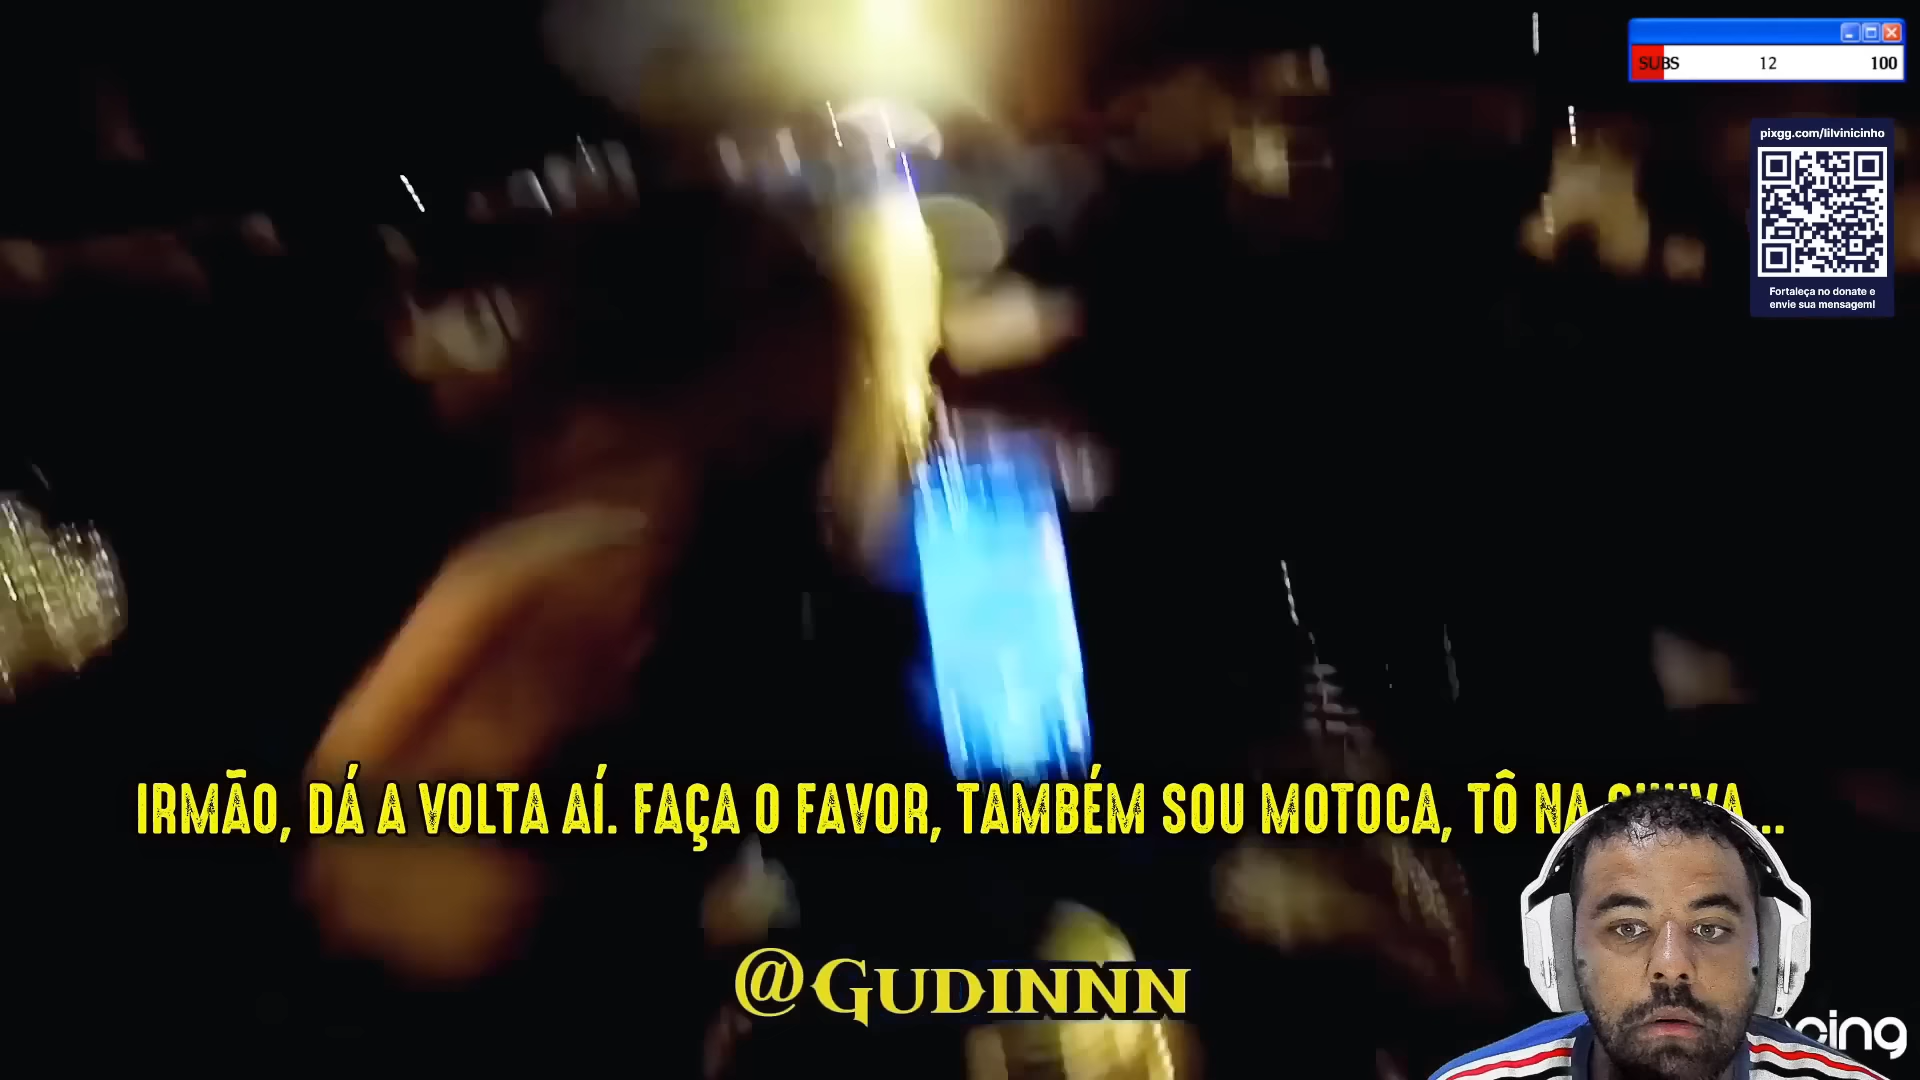 SUBS 12 100
pixgg.com/lilvinicinho
Fortaleça no donate e
envie sua mensagem!
IRMÃO, DÁ A VOLTA AÍ. FAÇA O FAVOR, TAMBÉM SOU MOTOCA, TÔ NA
@GUDINNN